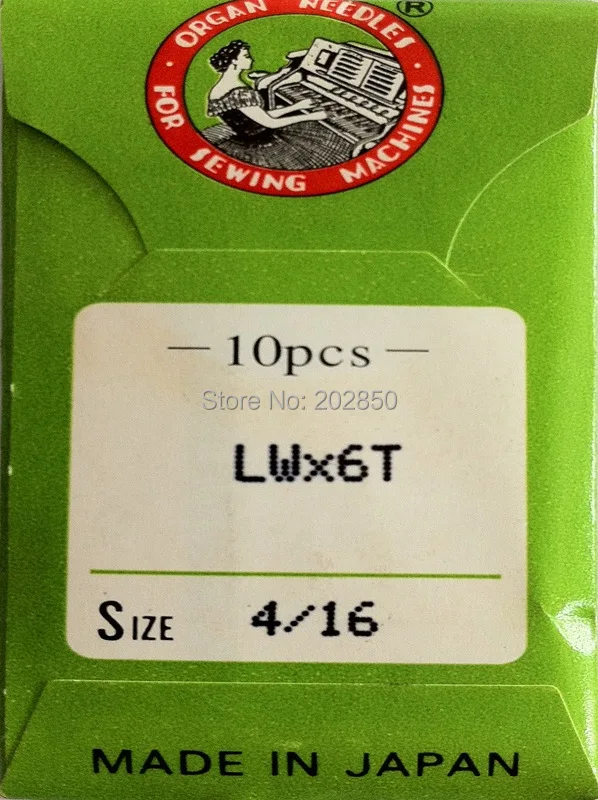 ORGAN NEEDLES ®
FOR SEWING MACHINES
— 10pcs —
Store No: 202850
LWx6T
SIZE 4/16
MADE IN JAPAN